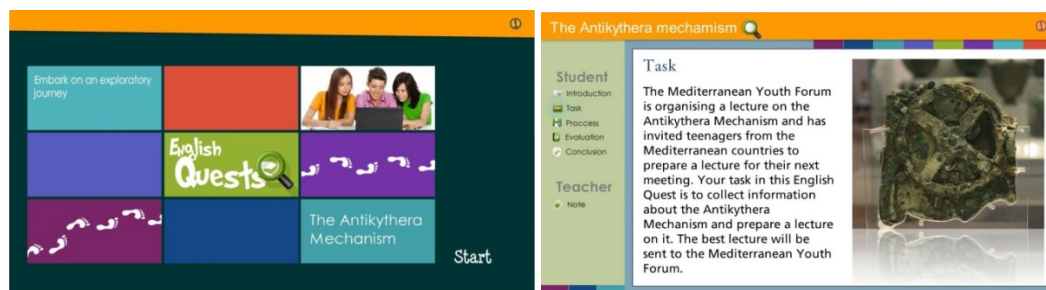 Embark on an exploratory
journey
English
Quests
The Antikythera
Mechanism
Start
The Antikythera mechamism
Student
Introduction
Task
Proccess
Evaluation
Conclusion
Teacher
Note
Task
The Mediterranean Youth Forum
is organising a lecture on the
Antikythera Mechanism and has
invited teenagers from the
Mediterranean countries to
prepare a lecture for their next
meeting. Your task in this English
Quest is to collect information
about the Antikythera
Mechanism and prepare a lecture
on it. The best lecture will be
sent to the Mediterranean Youth
Forum.